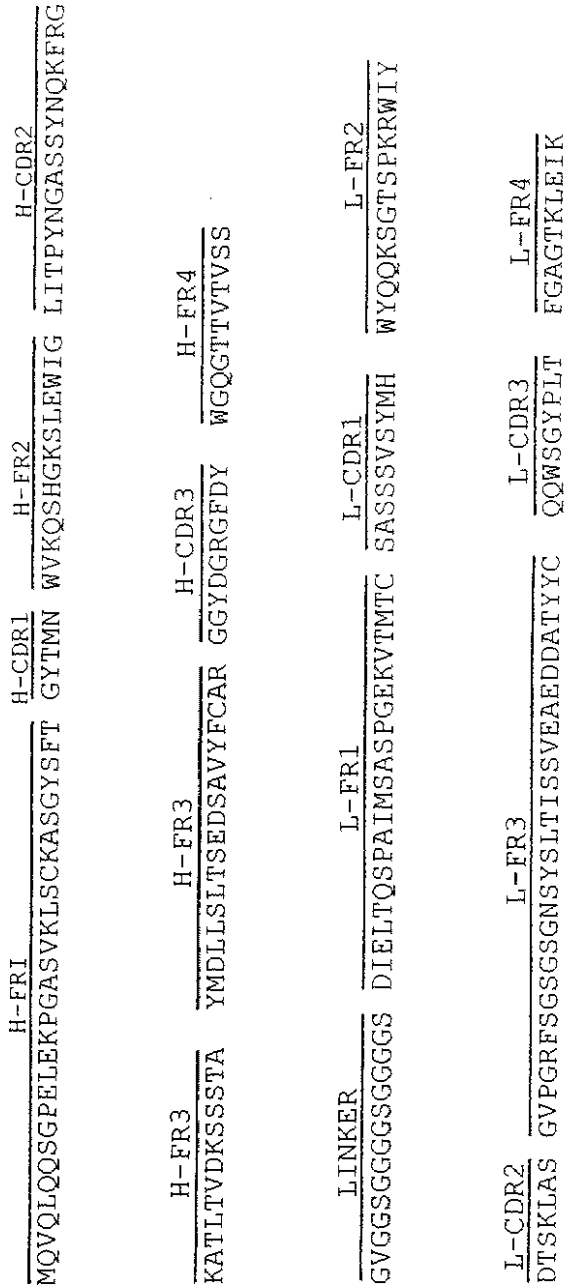 H-FR1 H-CDR1 H-FR2 H-CDR2
MQVQLQQSGPELEKPGASVKLSCKASGYSFT GYTMN WVKQSHGKSLEWIG LITPYNGASSYNQKFRG
H-FR3 H-FR3 H-CDR3 H-FR4
KATLTVDKSSSTA YMDLLSLTSEDSAVYFCAR GGYDGRGFDY WGQGTTVTVSS
LINKER L-FR1 L-CDR1 L-FR2
GVGGSGGGGSGGGGS DIELTQSPAIMSASPGEKVTMTC SASSSVSYMH WYQQKSGTSPKRWIY
L-CDR2 L-FR3 L-CDR3 L-FR4
DTSKLAS GVPGRFSGSGSGNSYSLTISSVEAEDDATYYC QQWSGYPLT FGAGTKLEIK